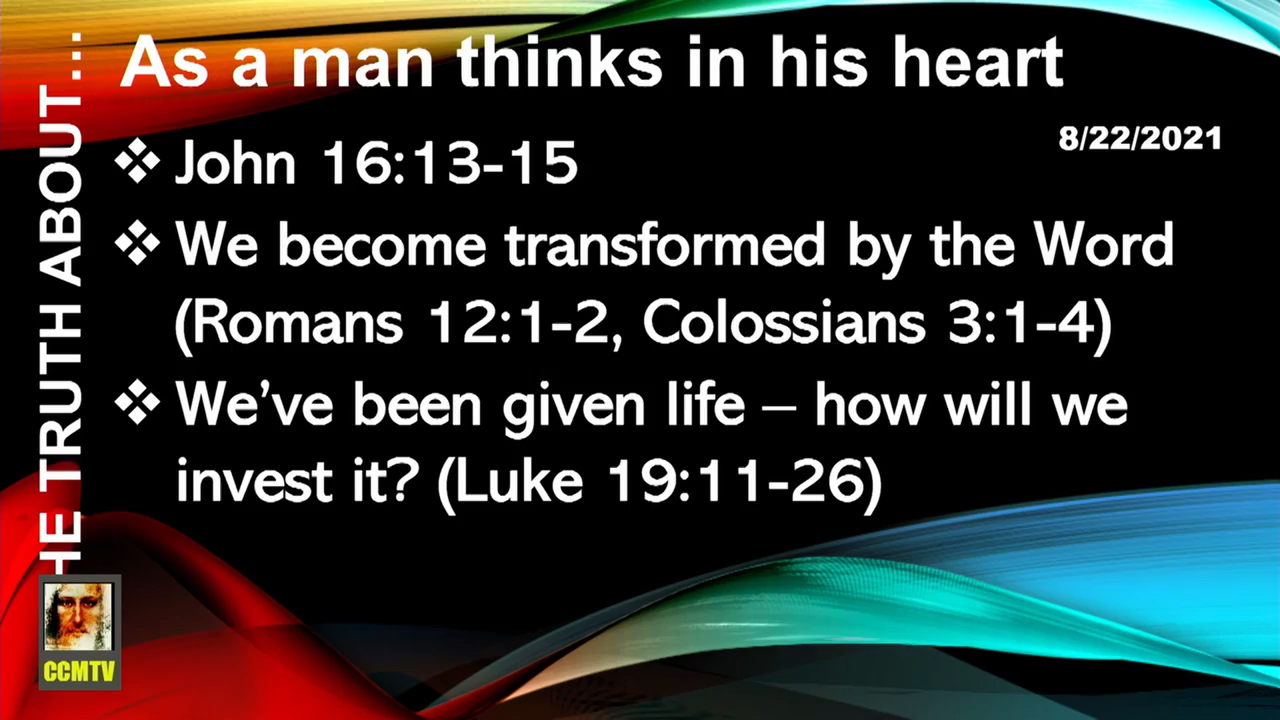 As a man thinks in his heart
8/22/2021
❖ John 16:13-15
❖ We become transformed by the Word
(Romans 12:1-2, Colossians 3:1-4)
❖ We’ve been given life – how will we
invest it? (Luke 19:11-26)
HE TRUTH ABOUT...
CCMTV